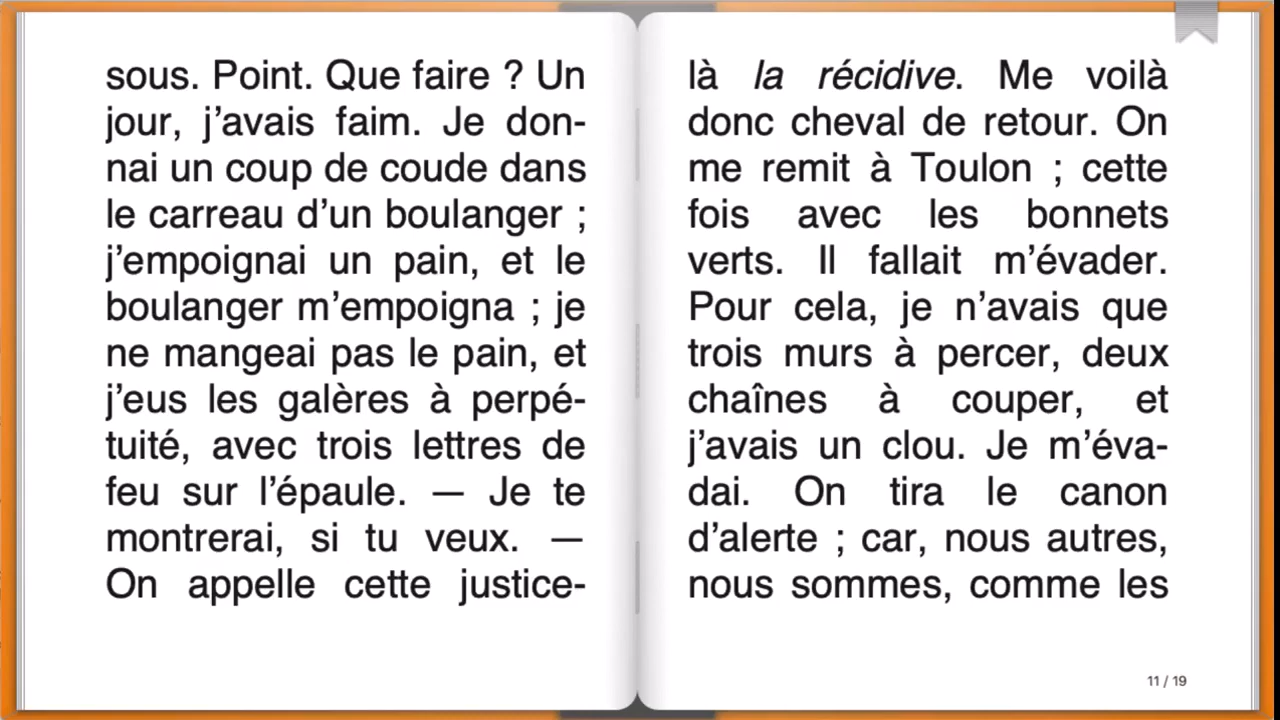 sous. Point. Que faire ? Un
jour, j’avais faim. Je don-
nai un coup de coude dans
le carreau d’un boulanger ;
j’empoignai un pain, et le
boulanger m’empoigna ; je
ne mangeai pas le pain, et
j’eus les galères à perpé-
tuité, avec trois lettres de
feu sur l’épaule. — Je te
montrerai, si tu veux. —
On appelle cette justice-
là la récidive. Me voilà
donc cheval de retour. On
me remit à Toulon ; cette
fois avec les bonnets
verts. Il fallait m’évader.
Pour cela, je n’avais que
trois murs à percer, deux
chaînes à couper, et
j’avais un clou. Je m’éva-
dai. On tira le canon
d’alerte ; car, nous autres,
nous sommes, comme les
11 / 19